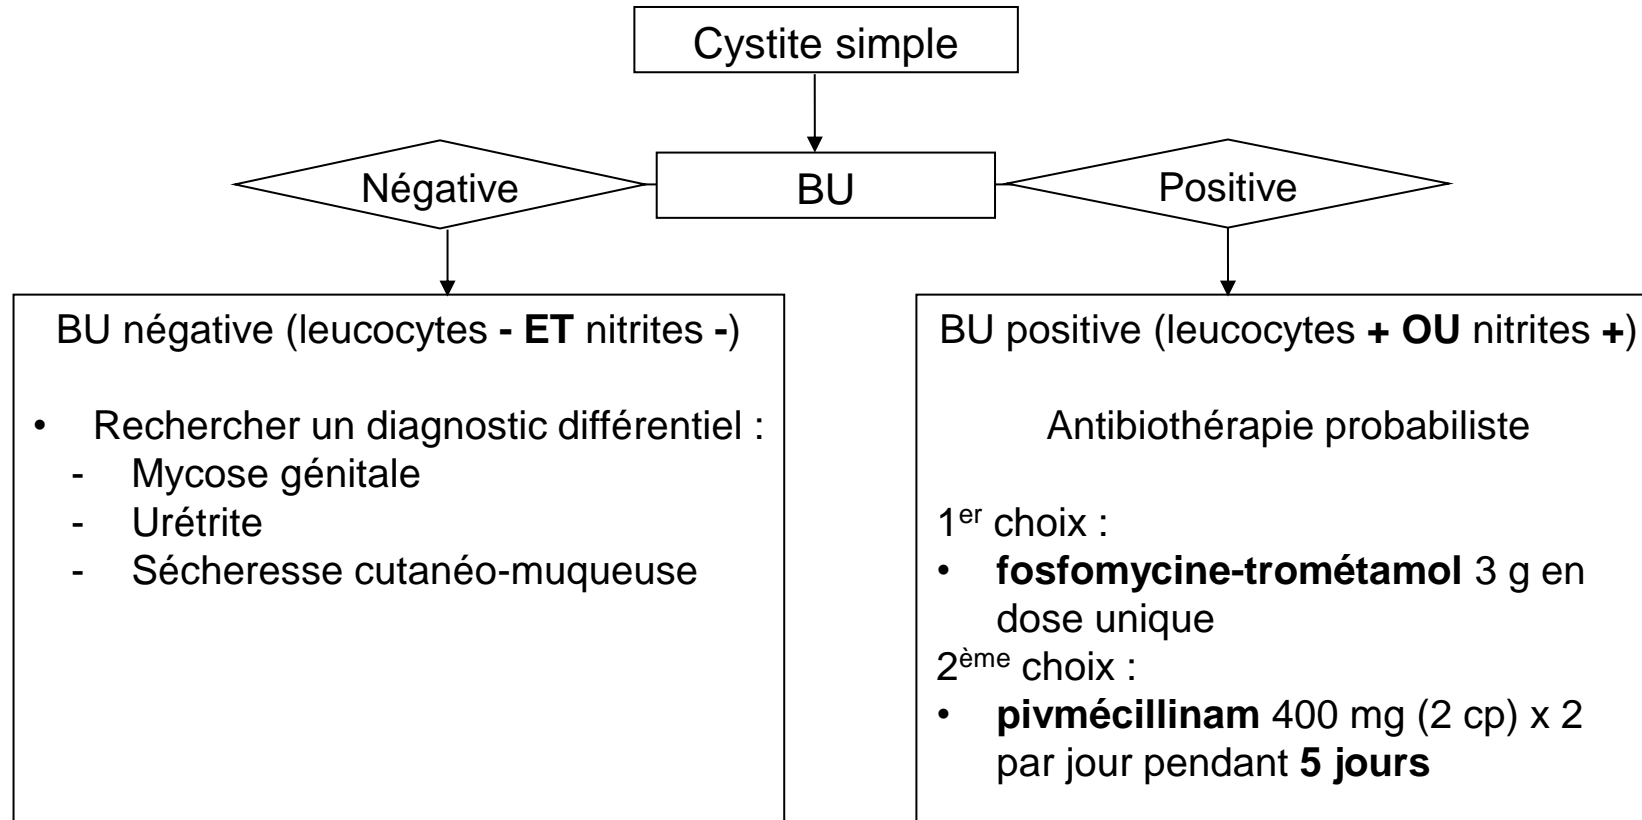 Cystite simple
Négative
BU
Positive
BU négative (leucocytes - ET nitrites -)
• Rechercher un diagnostic différentiel :
- Mycose génitale
- Urétrite
- Sécheresse cutanéo-muqueuse
BU positive (leucocytes + OU nitrites +)
Antibiothérapie probabiliste
1er choix :
• fosfomycine-trométamol 3 g en
dose unique
2ème choix :
• pivmécillinam 400 mg (2 cp) x 2
par jour pendant 5 jours